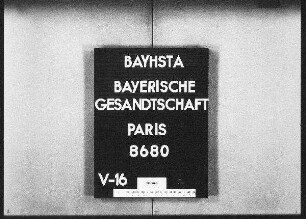 BAYHSTA
BAYERISCHE
GESANDTSCHAFT
PARIS
8680
V-16